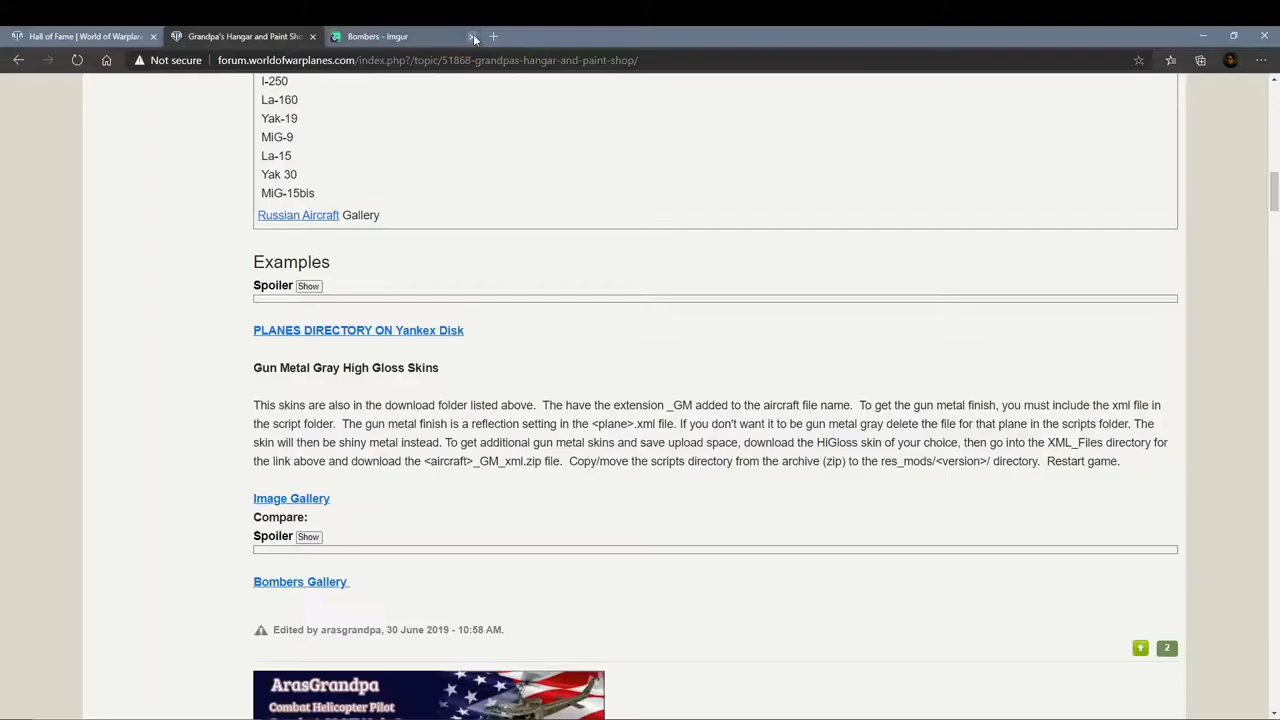 Hall of Fame | World of Warplane
Grandpa's Hangar and Paint Sho
Bombers - Imgur
Not secure
forum.worldofwarplanes.com/index.php?/topic/51868-grandpas-hangar-and-paint-shop/
I-250
La-160
Yak-19
MiG-9
La-15
Yak 30
MiG-15bis
Russian Aircraft Gallery
Examples
Spoiler Show
PLANES DIRECTORY ON Yankex Disk
Gun Metal Gray High Gloss Skins
This skins are also in the download folder listed above. The have the extension _GM added to the aircraft file name. To get the gun metal finish, you must include the xml file in
the script folder. The gun metal finish is a reflection setting in the <plane>.xml file. If you don't want it to be gun metal gray delete the file for that plane in the scripts folder. The
skin will then be shiny metal instead. To get additional gun metal skins and save upload space, download the HiGloss skin of your choice, then go into the XML_Files directory for
the link above and download the <aircraft>_GM_xml.zip file. Copy/move the scripts directory from the archive (zip) to the res_mods/<version>/ directory. Restart game.
Image Gallery
Compare:
Spoiler Show
Bombers Gallery
Edited by arasgrandpa, 30 June 2019 - 10:58 AM.
2
ArasGrandpa
Combat Helicopter Pilot